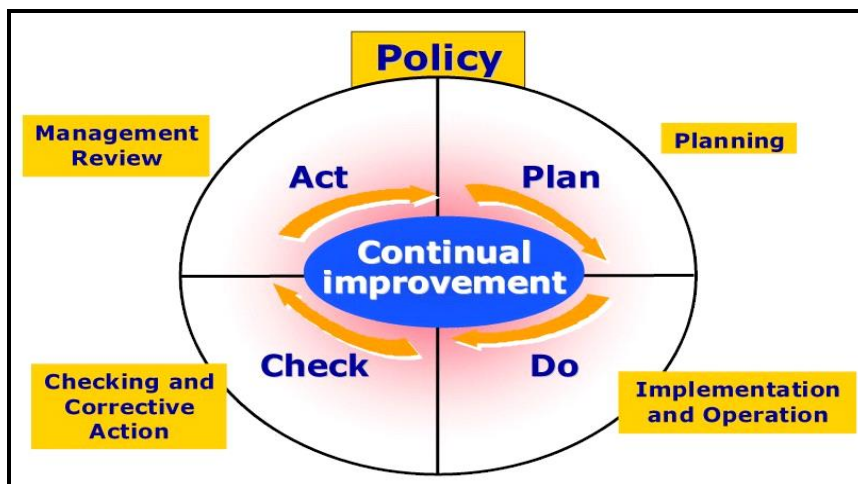 Policy
Management
Review
Planning
Act
Plan
Continual
improvement
Check
Do
Checking and
Corrective
Action
Implementation
and Operation